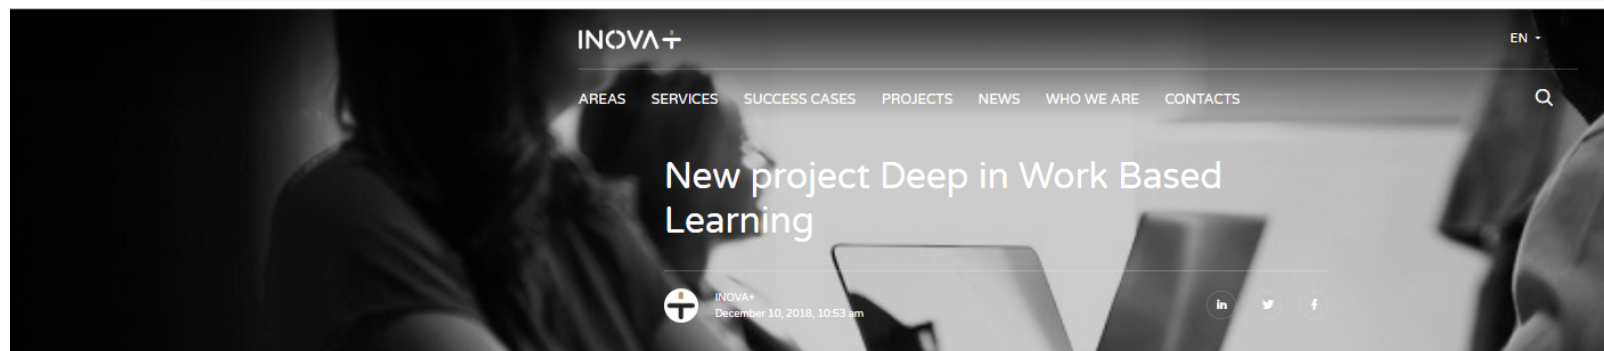 INOVA+
EN
AREAS SERVICES SUCCESS CASES PROJECTS NEWS WHO WE ARE CONTACTS
New project Deep in Work Based
Learning
INOVA+
December 10, 2018, 10:53 am
in
f